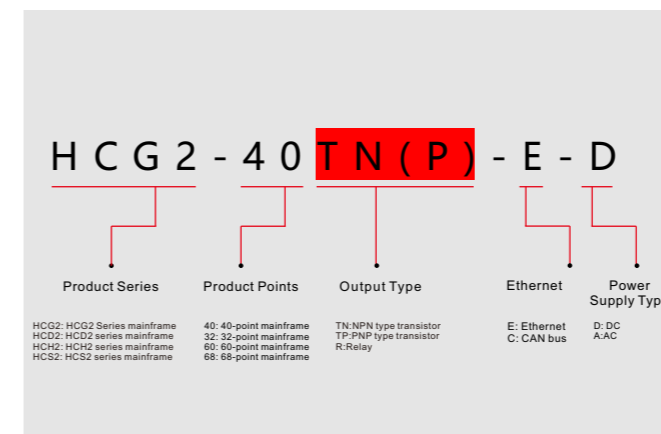 HCG2-40TN(P)-E-D
Product Series
HCG2: HCG2 Series mainframe
HCD2: HCD2 series mainframe
HCH2: HCH2 series mainframe
HCS2: HCS2 series mainframe
Product Points
40: 40-point mainframe
32: 32-point mainframe
60: 60-point mainframe
68: 68-point mainframe
Output Type
TN:NPN type transistor
TP:PNP type transistor
R:Relay
Ethernet
E: Ethernet
C: CAN bus
Power
Supply Typ
D: DC
A:AC